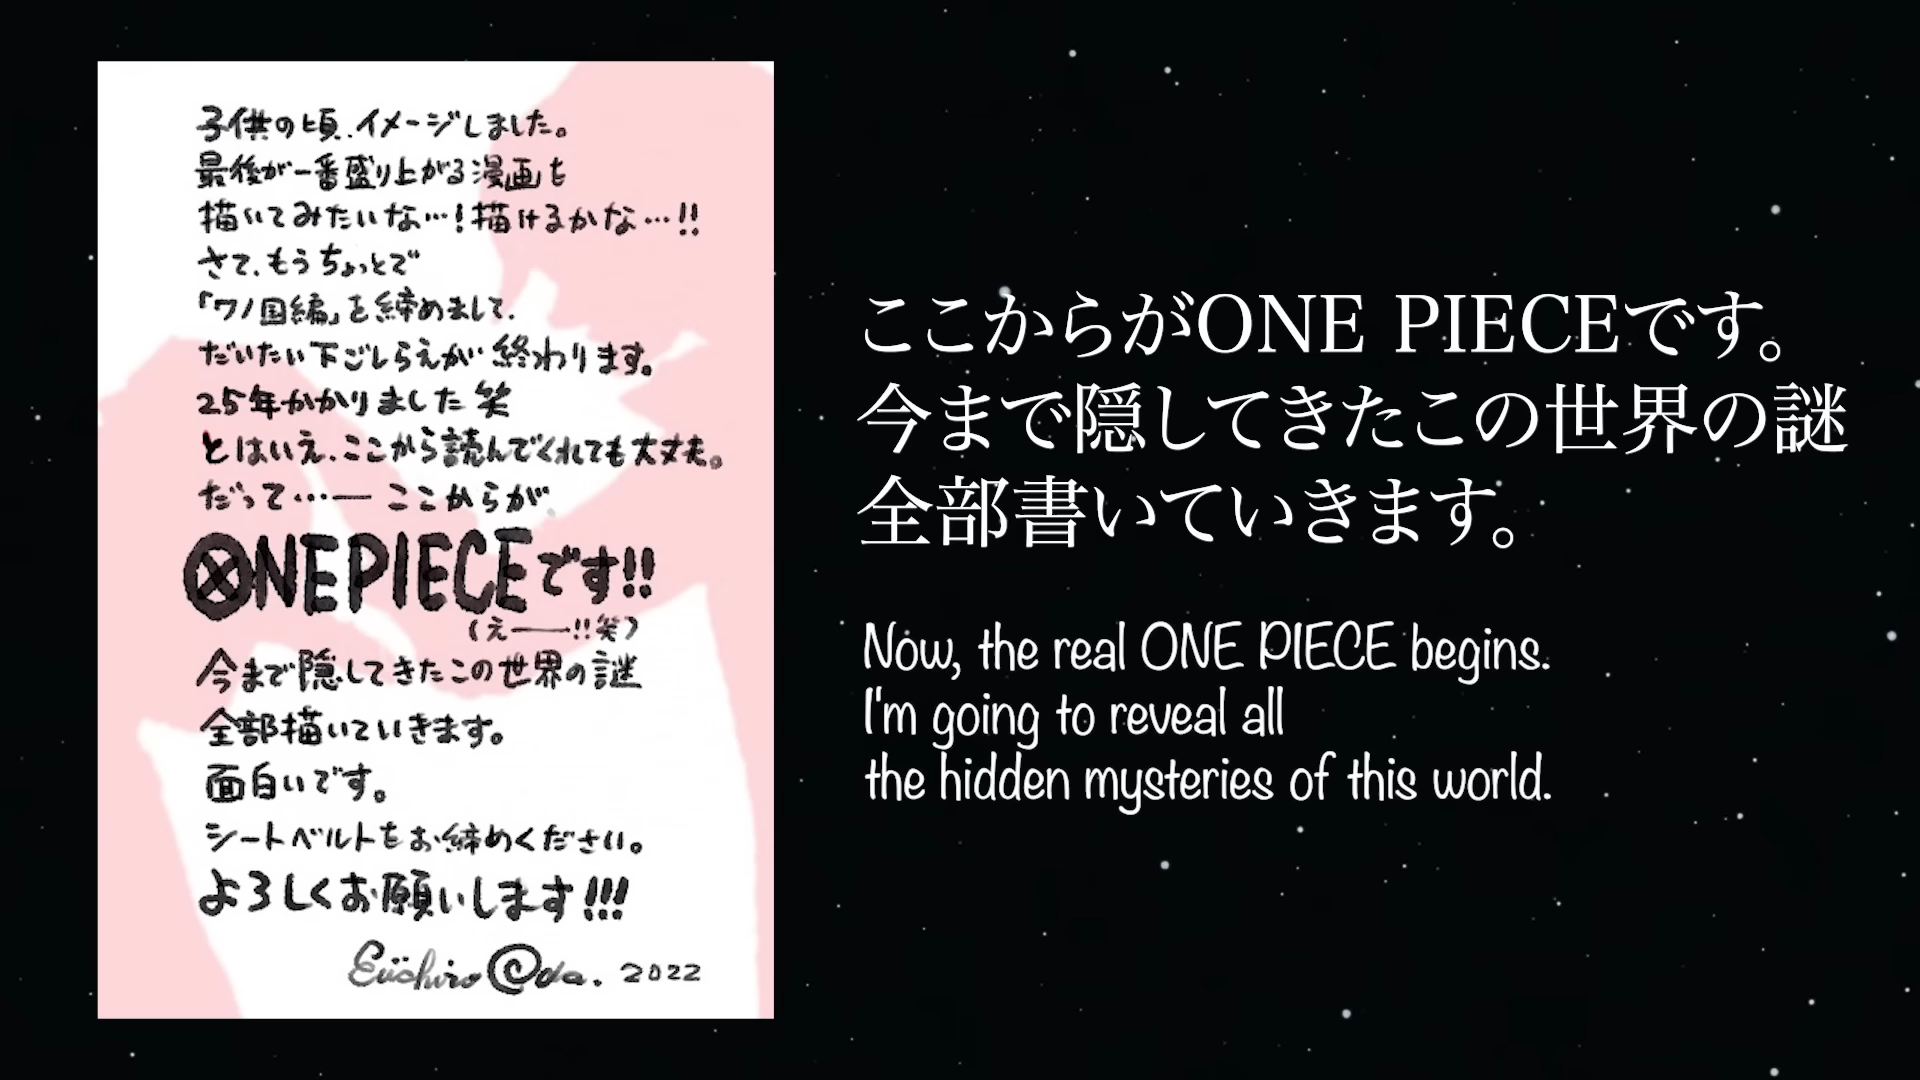 子供の頃、イメージしました。
最後が一番盛り上がる漫画を
描いてみたいな…!描けるかな…!!
さて、もうちょっとで
「ワノ国編」を締めまして、
だいたい下ごしらえが終わります。
25年かかりました 笑
とはいえ、ここから読んでくれても大丈夫。
だって…── ここからが、
ONE PIECEです!!
(え──!!笑)
今まで隠してきたこの世界の謎
全部描いていきます。
面白いです。
シートベルトをお締めください。
よろしくお願いします!!!
Eiichiro Oda. 2022
ここからがONE PIECEです。
今まで隠してきたこの世界の謎
全部書いていきます。
Now, the real ONE PIECE begins.
I'm going to reveal all
the hidden mysteries of this world.